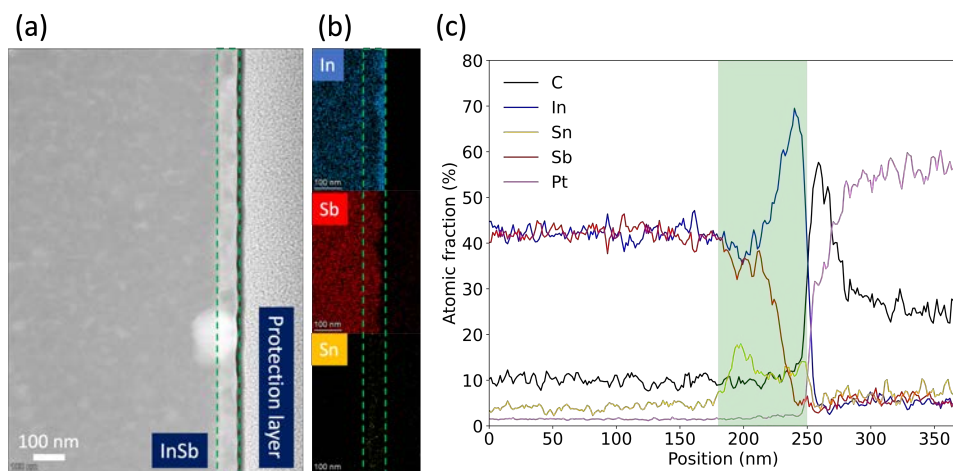 (a)
(b)
(c)
100 nm
InSb
Protection layer
In
100 nm
Sb
100 nm
Sn
100 nm
Atomic fraction (%)
80
70
60
50
40
30
20
10
0
C
In
Sn
Sb
Pt
0
50
100
150
200
250
300
350
Position (nm)